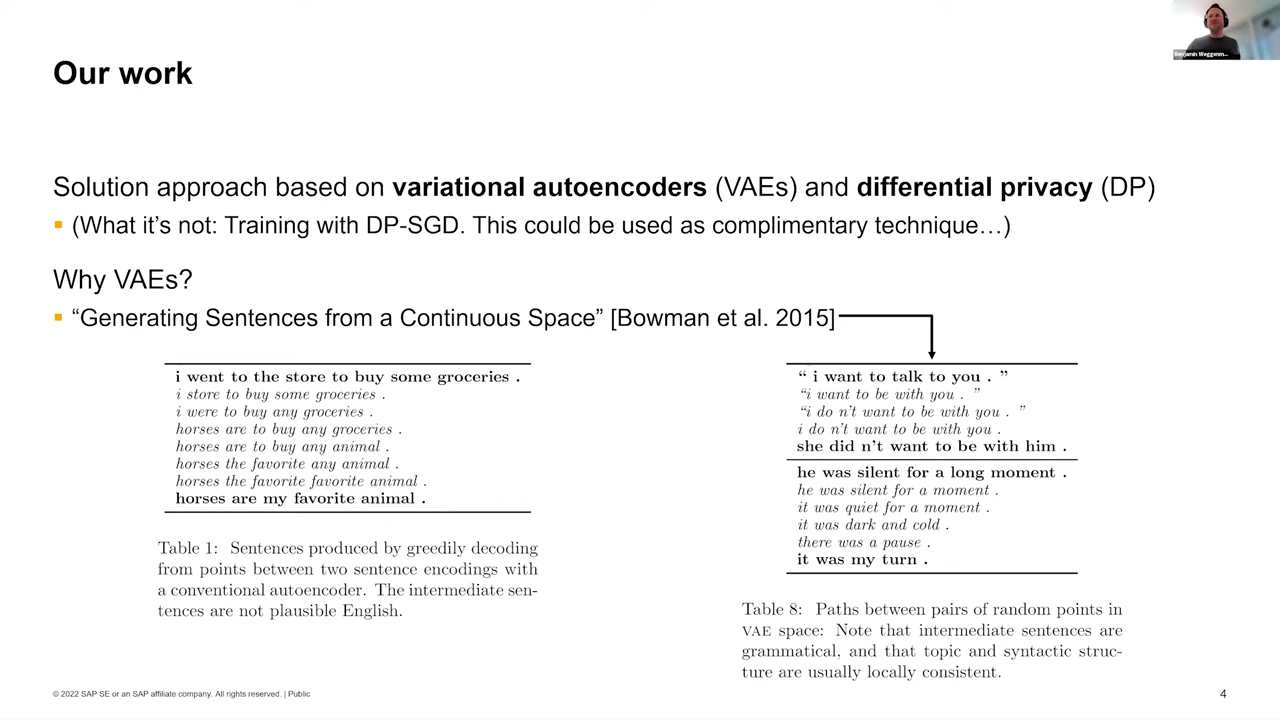 Benjamin Weggenm...
Our work
Solution approach based on variational autoencoders (VAEs) and differential privacy (DP)
(What it's not: Training with DP-SGD. This could be used as complimentary technique…)
Why VAEs?
“Generating Sentences from a Continuous Space” [Bowman et al. 2015]
i went to the store to buy some groceries .
i store to buy some groceries .
i were to buy any groceries .
horses are to buy any groceries .
horses are to buy any animal .
horses the favorite any animal .
horses the favorite favorite animal .
horses are my favorite animal .
Table 1: Sentences produced by greedily decoding
from points between two sentence encodings with
a conventional autoencoder. The intermediate sen-
tences are not plausible English.
“ i want to talk to you . ”
“i want to be with you . ”
“i do n't want to be with you . ”
i do n't want to be with you .
she did n't want to be with him .
he was silent for a long moment .
he was silent for a moment .
it was quiet for a moment .
it was dark and cold .
there was a pause .
it was my turn .
Table 8: Paths between pairs of random points in
VAE space: Note that intermediate sentences are
grammatical, and that topic and syntactic struc-
ture are usually locally consistent.
© 2022 SAP SE or an SAP affiliate company. All rights reserved. | Public
4